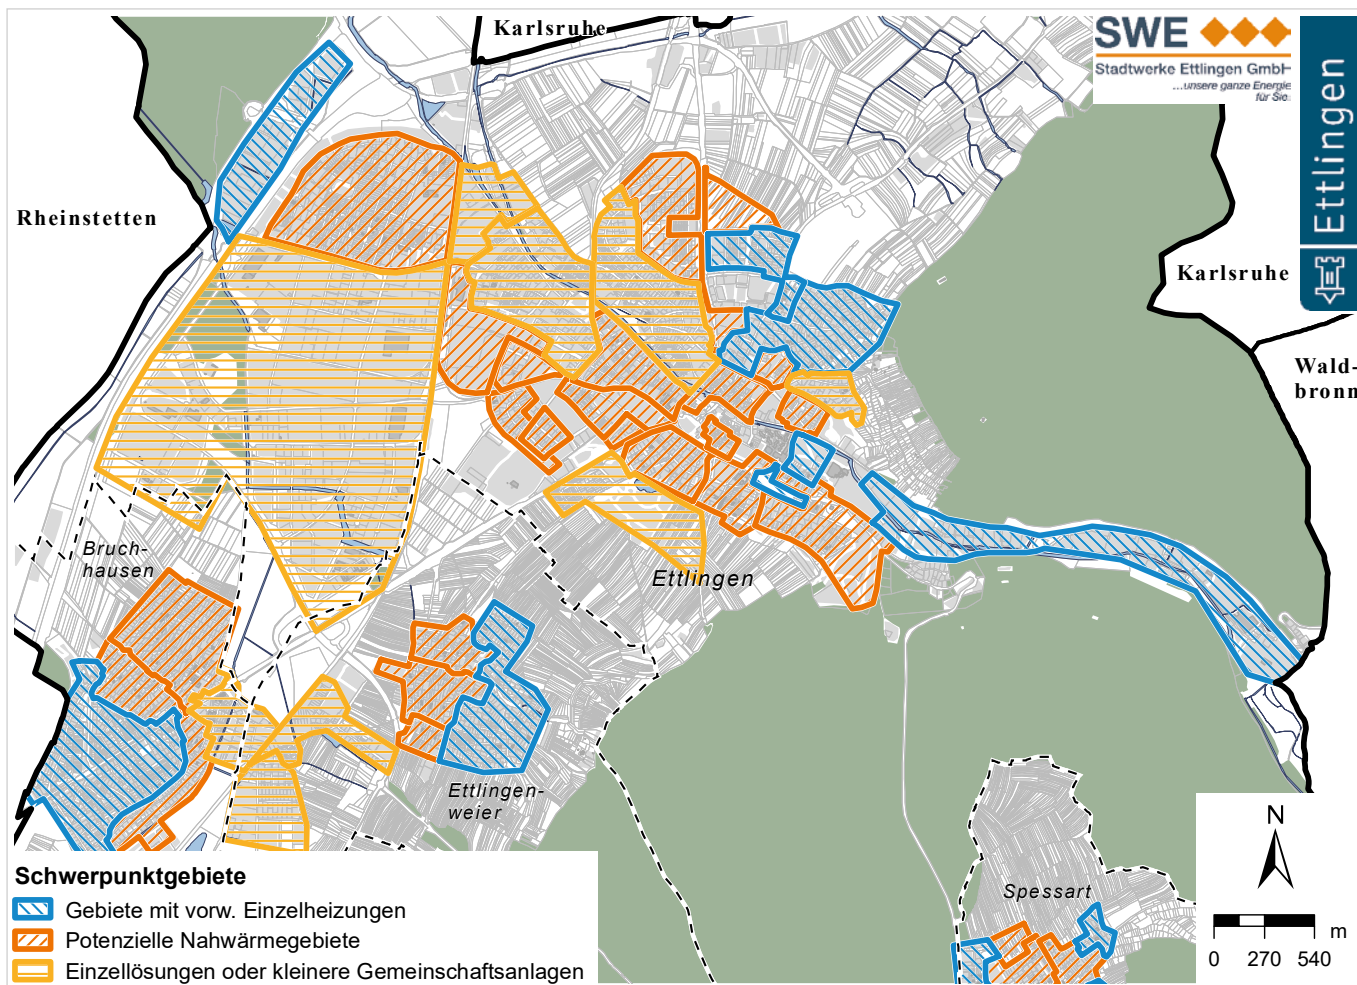 Karlsruhe
SWE
Stadtwerke Ettlingen GmbH
...unsere ganze Energie
für Sie.
Ettlingen
Rheinstetten
Karlsruhe
Wald-
bronn
Bruch-
hausen
Ettlingen
Ettlingen-
weier
Spessart
Schwerpunktgebiete
Gebiete mit vorw. Einzelheizungen
Potenzielle Nahwärmegebiete
Einzellösungen oder kleinere Gemeinschaftsanlagen
N
m
0 270 540